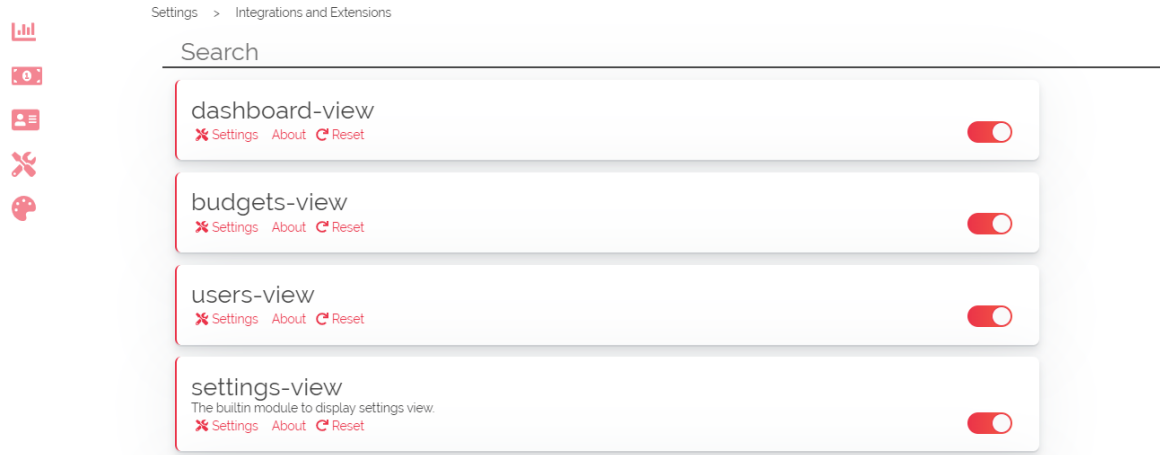 Settings > Integrations and Extensions
Search
dashboard-view
Settings About Reset
budgets-view
Settings About Reset
users-view
Settings About Reset
settings-view
The builtin module to display settings view.
Settings About Reset